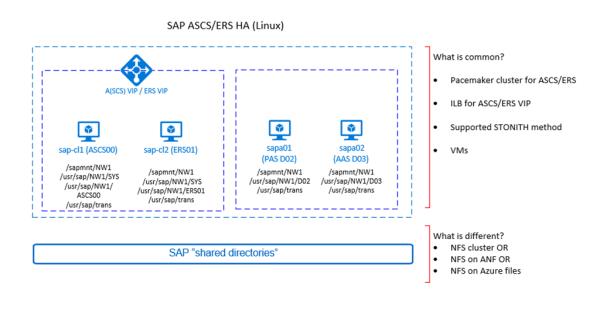 SAP ASCS/ERS HA (Linux)
A(SCS) VIP / ERS VIP
sap-cl1 (ASCS00)
/sapmnt/NW1
/usr/sap/NW1/SYS
/usr/sap/NW1/
ASCS00
/usr/sap/trans
sap-cl2 (ERS01)
/sapmnt/NW1
/usr/sap/NW1/SYS
/usr/sap/NW1/ERS01
/usr/sap/trans
sapa01
(PAS D02)
/sapmnt/NW1
/usr/sap/NW1/D02
/usr/sap/trans
sapa02
(AAS D03)
/sapmnt/NW1
/usr/sap/NW1/D03
/usr/sap/trans
SAP "shared directories"
What is common?
• Pacemaker cluster for ASCS/ERS
• ILB for ASCS/ERS VIP
• Supported STONITH method
• VMs
What is different?
• NFS cluster OR
• NFS on ANF OR
• NFS on Azure files